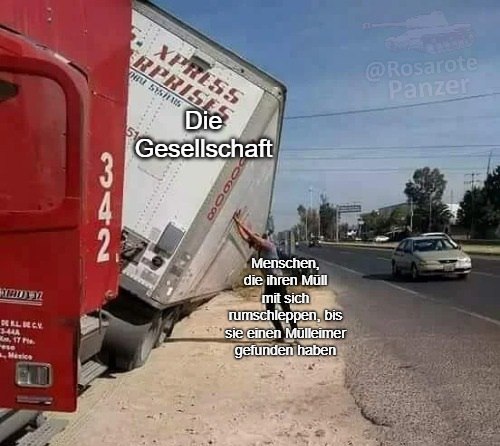 @Rosarote
Panzer
XPRESS
ERPRISES
Die
Gesellschaft
342
Menschen,
die ihren Müll
mit sich
rumschleppen, bis
sie einen Mülleimer
gefunden haben